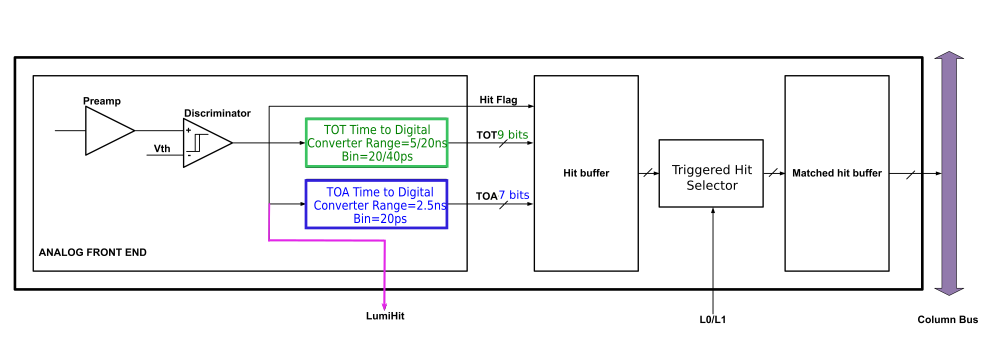 Preamp
Discriminator
+
-
Vth
Hit Flag
TOT Time to Digital
Converter Range=5/20ns
Bin=20/40ps
TOT9 bits
TOA Time to Digital
Converter Range=2.5ns
Bin=20ps
TOA7 bits
ANALOG FRONT END
Hit buffer
Triggered Hit
Selector
Matched hit buffer
LumiHit
L0/L1
Column Bus